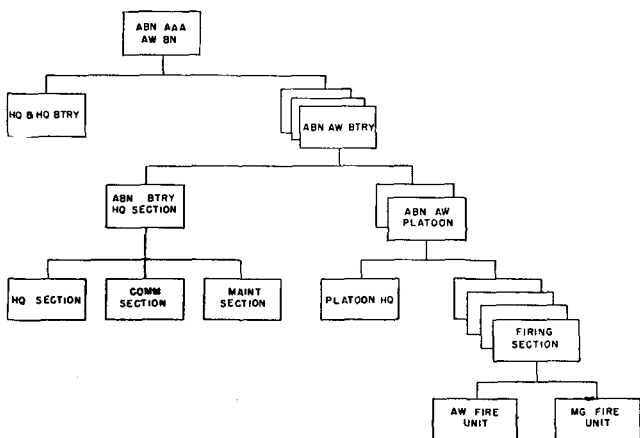 ABN AAA
AW BN
HQ & HQ BTRY
ABN AW BTRY
ABN BTRY
HQ SECTION
ABN AW
PLATOON
HQ SECTION
COMM
SECTION
MAINT
SECTION
PLATOON HQ
FIRING
SECTION
AW FIRE
UNIT
MG FIRE
UNIT